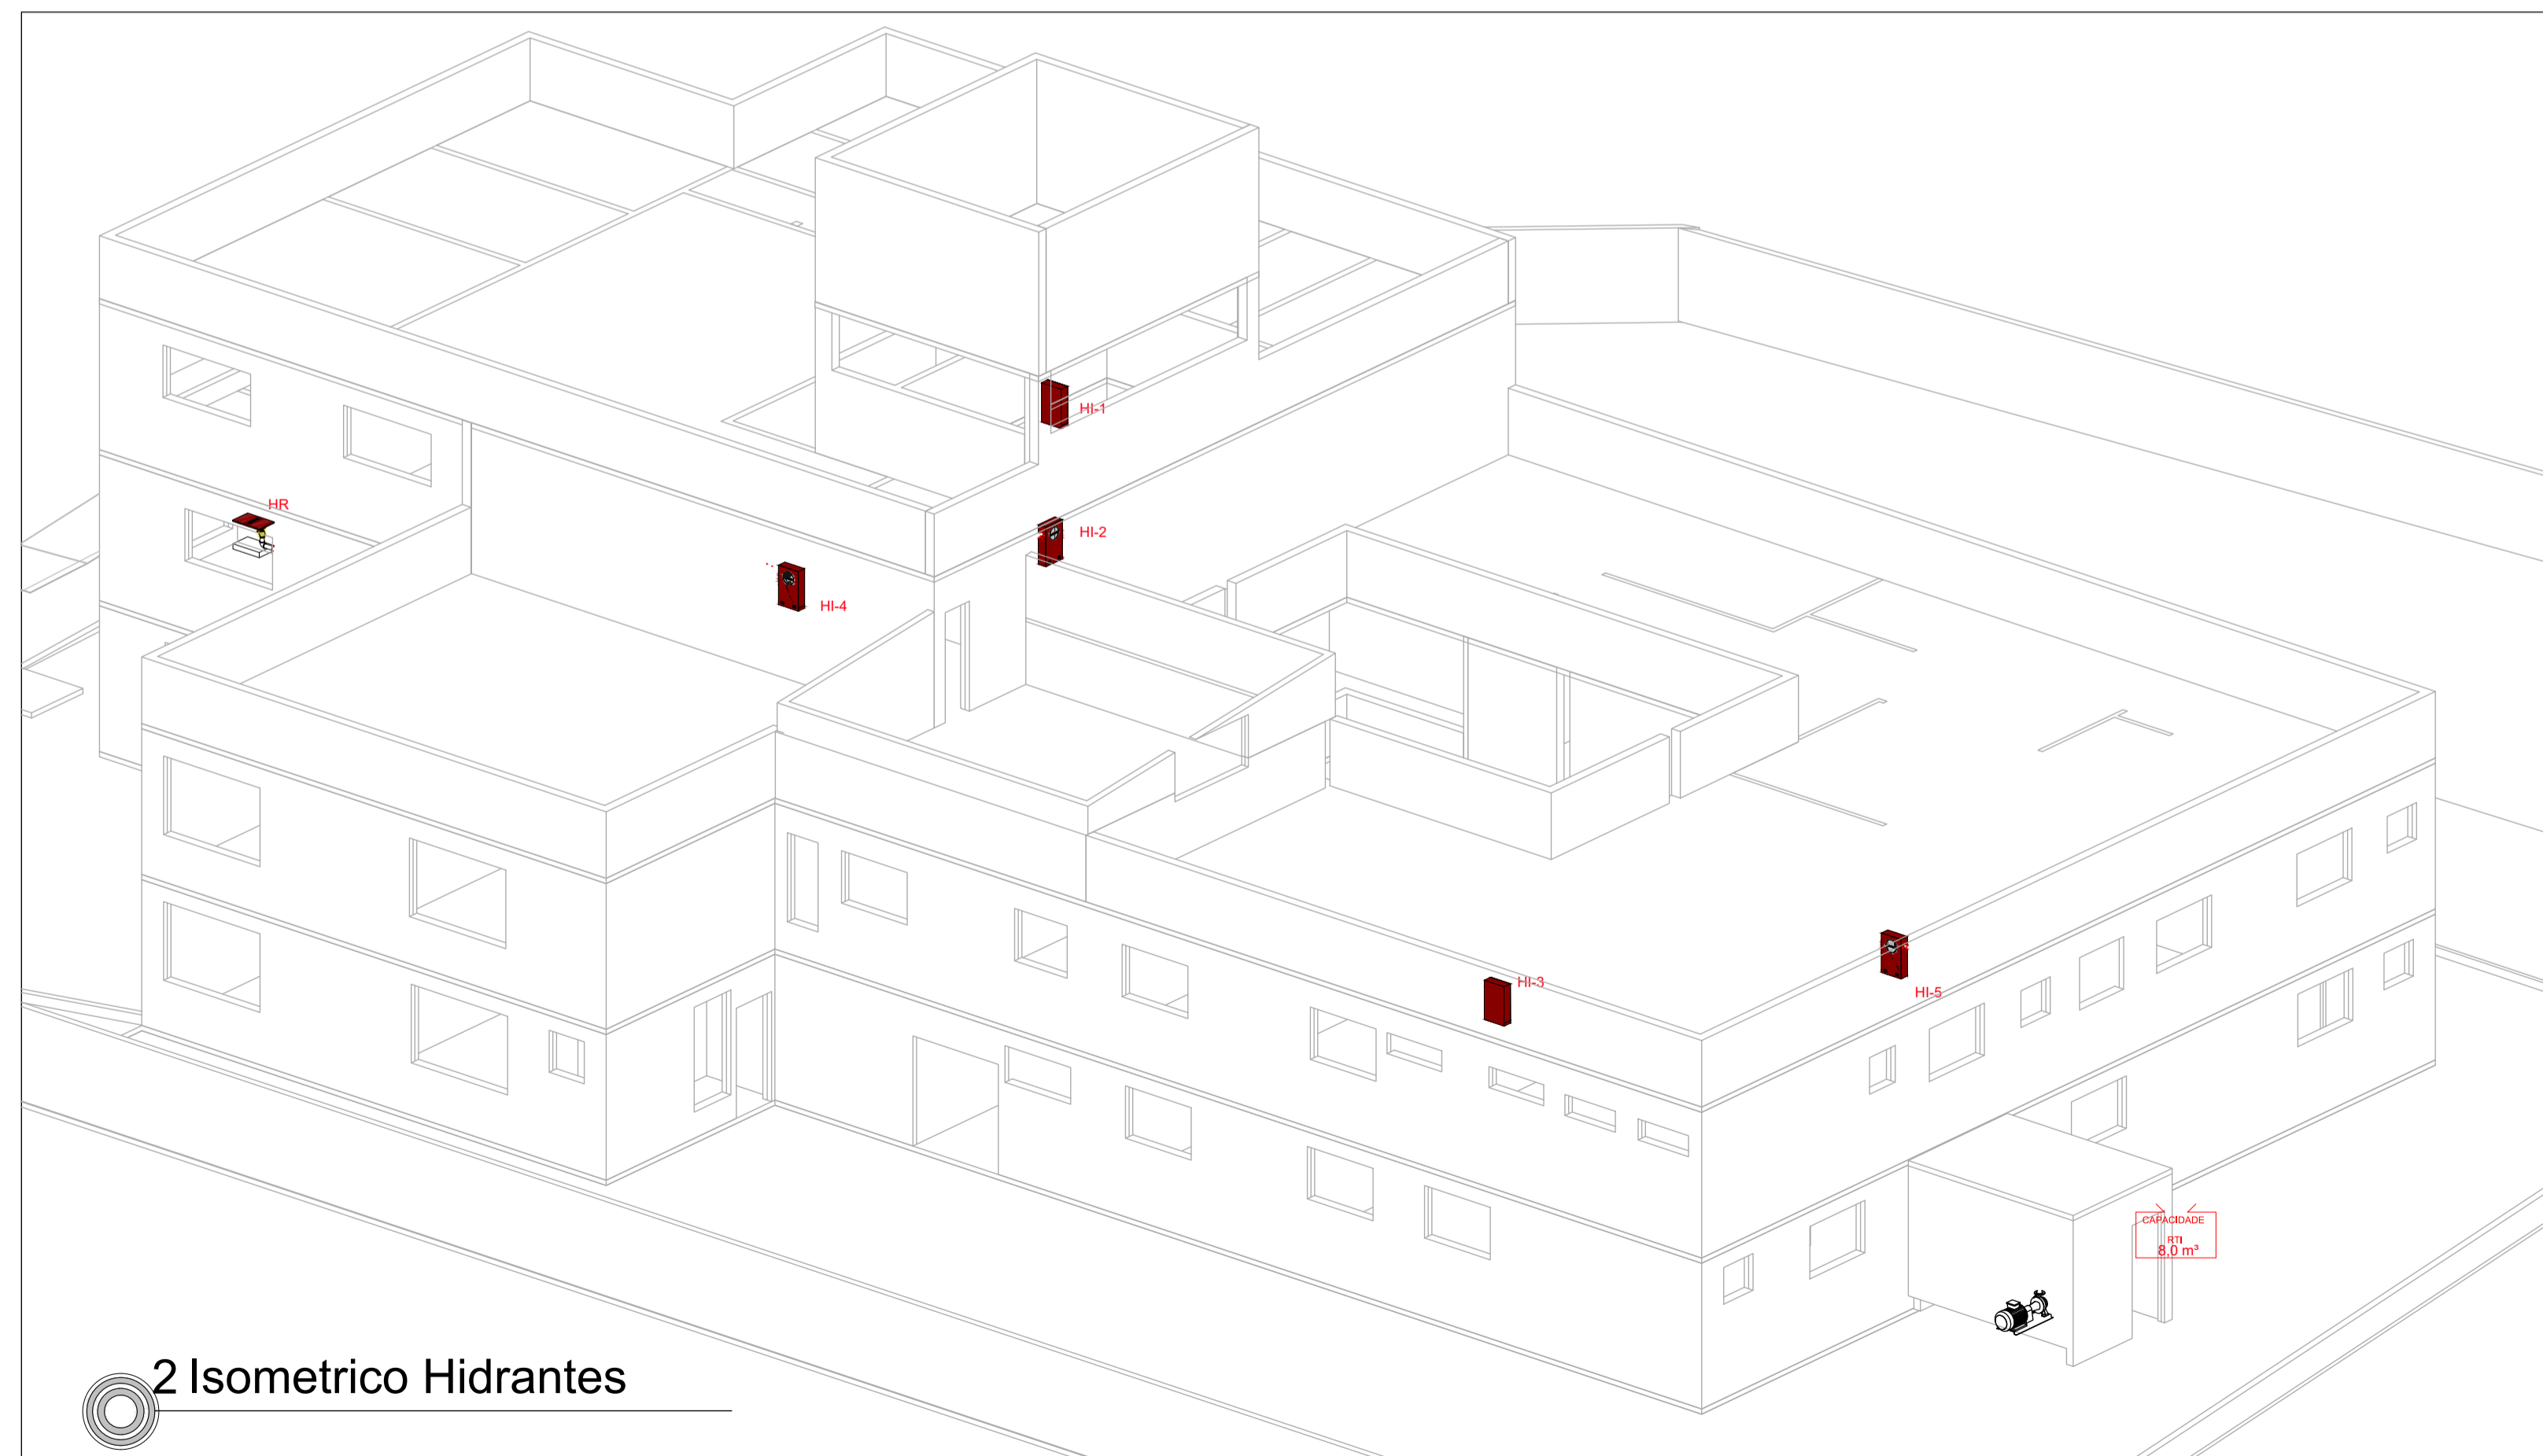 HI-1
HR
HI-2
HI-4
HI-3
HI-5
CAPACIDADE
RTI
8,0 m³
2 Isometrico Hidrantes